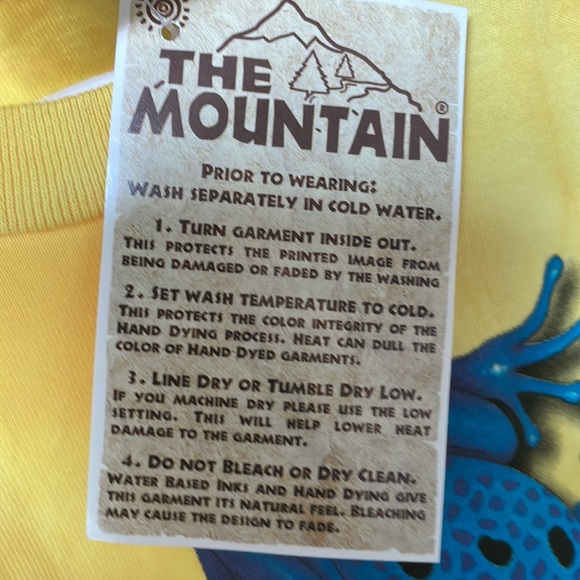 THE
MOUNTAIN®
PRIOR TO WEARING:
WASH SEPARATELY IN COLD WATER.
1. TURN GARMENT INSIDE OUT.
THIS PROTECTS THE PRINTED IMAGE FROM
BEING DAMAGED OR FADED BY THE WASHING
2. SET WASH TEMPERATURE TO COLD.
THIS PROTECTS THE COLOR INTEGRITY OF THE
HAND DYING PROCESS. HEAT CAN DULL THE
COLOR OF HAND-DYED GARMENTS.
3. LINE DRY OR TUMBLE DRY LOW.
IF YOU MACHINE DRY PLEASE USE THE LOW
SETTING. THIS WILL HELP LOWER HEAT
DAMAGE TO THE GARMENT.
4. DO NOT BLEACH OR DRY CLEAN.
WATER BASED INKS AND HAND DYING GIVE
THIS GARMENT ITS NATURAL FEEL. BLEACHING
MAY CAUSE THE DESIGN TO FADE.